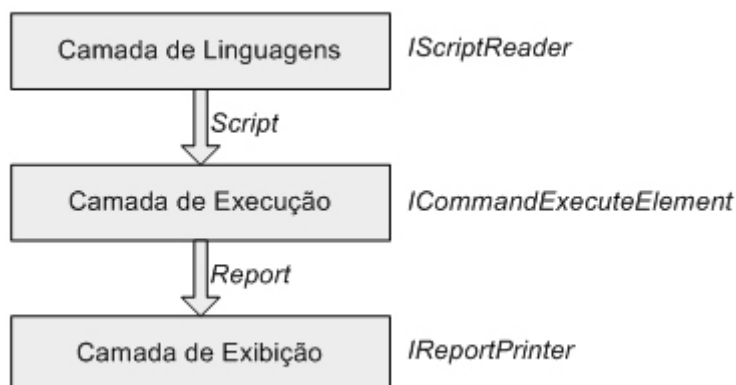 Camada de Linguagens
IScriptReader
Script
Camada de Execução
ICommandExecuteElement
Report
Camada de Exibição
IReportPrinter